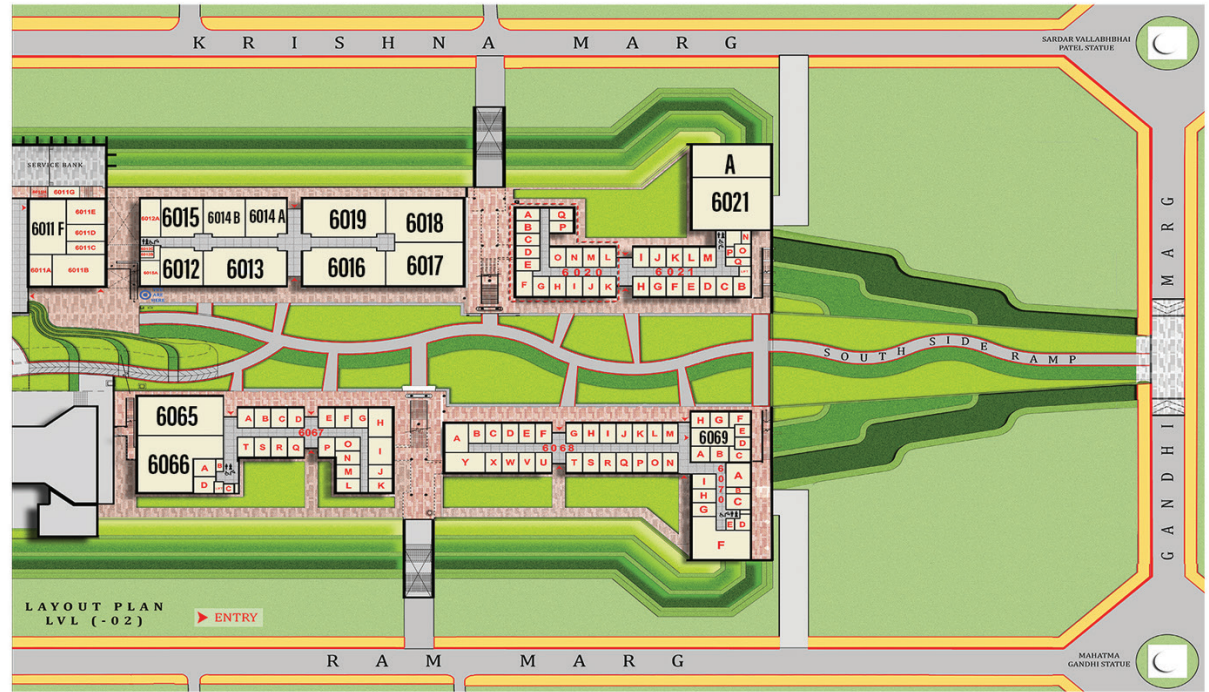 KRISHNA MARG
SARDAR VALLABHBHAI
PATEL STATUE
SERVICE BANK
6011G
6011 F
6011E
6011D
6011C
6011A
6011B
6012A
6015
6014 B
6014 A
6019
6018
6012
6013
6016
6017
A
B
C
D
E
F
G
H
I
J
K
Q
P
O
N
M
L
6020
A
6021
I
J
K
L
M
6021
H
G
F
E
D
C
B
N
O
P
Q
SOUTH SIDE RAMP
GANDHI MARG
6065
6066
A
B
D
C
A
B
C
D
E
F
G
H
6067
T
S
R
Q
P
O
N
M
L
I
J
K
A
B
C
D
E
F
G
H
I
J
K
L
M
6068
Y
X
W
V
U
T
S
R
Q
P
O
N
H
G
F
E
D
6069
A
B
C
I
H
G
6070
A
B
C
E
D
F
LAYOUT PLAN
LVL (-02)
ENTRY
RAM MARG
MAHATMA
GANDHI STATUE